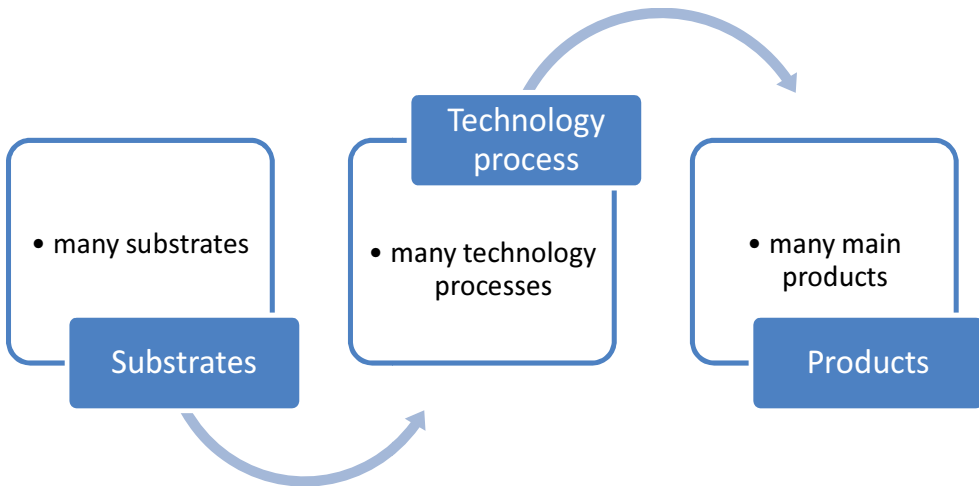 • many substrates
Substrates
Technology
process
• many technology
processes
• many main
products
Products